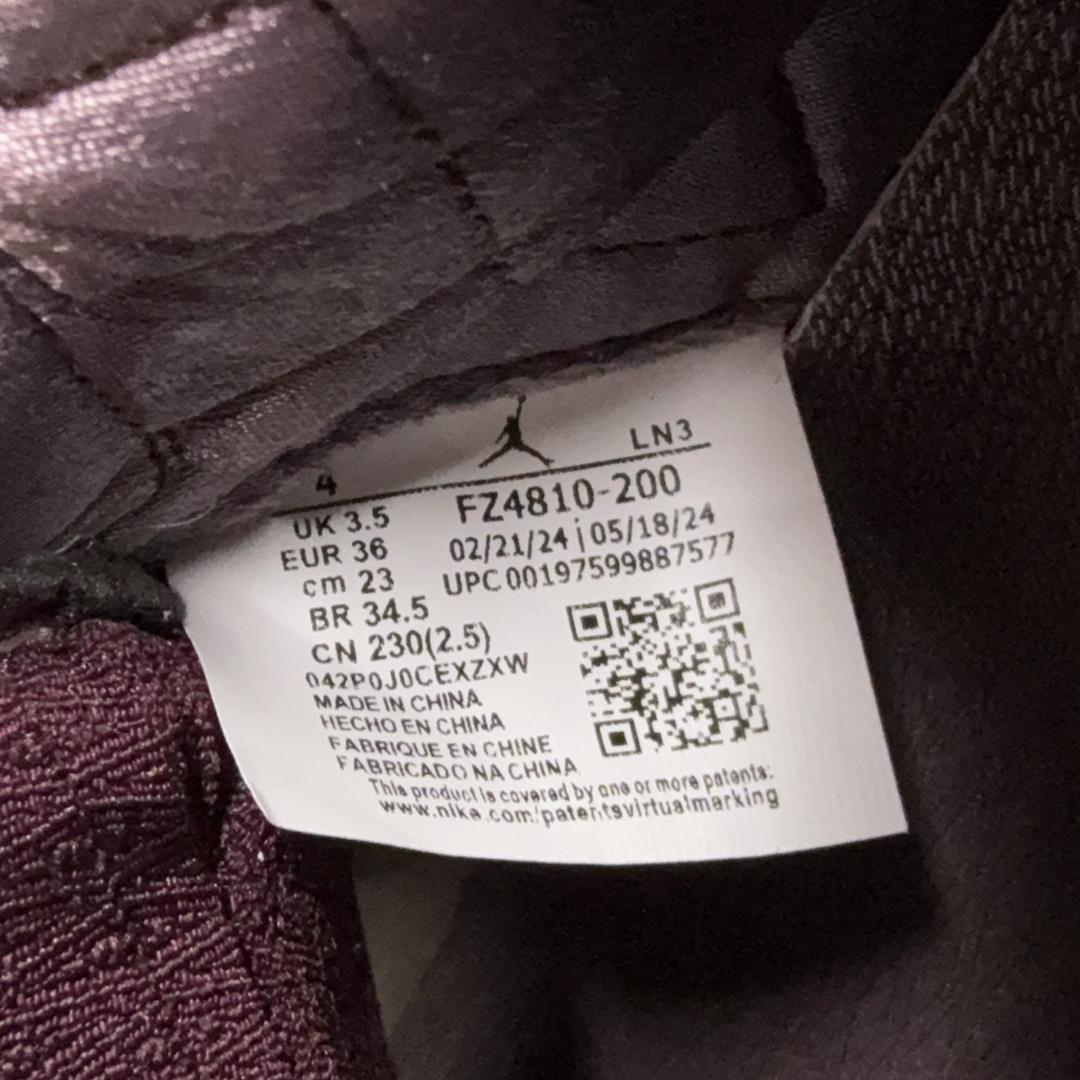 4 LN3
UK 3.5 FZ4810-200
EUR 36 02/21/24 | 05/18/24
cm 23 UPC 00197599887577
BR 34.5
CN 230(2.5)
042P0J0CEXZXW
MADE IN CHINA
HECHO EN CHINA
FABRIQUE EN CHINE
FABRICADO NA CHINA
This product is covered by one or more patents:
www.nike.com/patentsvirtualmarking